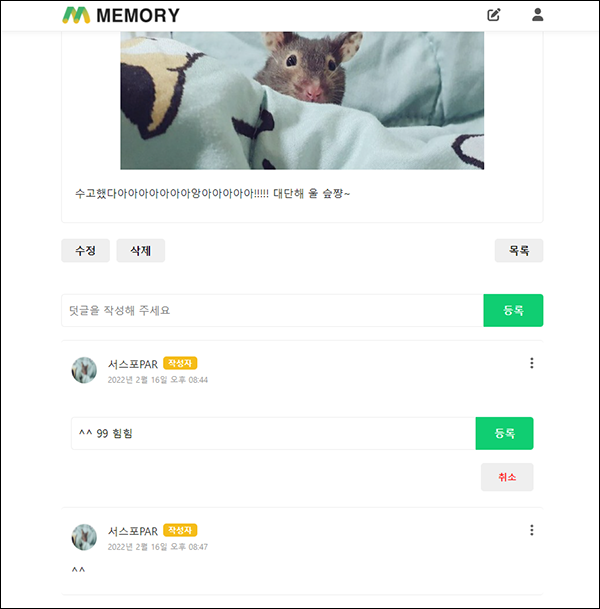 MEMORY
수고했다아아아아아아아앙아아아아아!!!!! 대단해 울 슾쨩~
수정 삭제 목록
덧글을 작성해 주세요 등록
서스포PAR 작성자
2022년 2월 16일 오후 08:44
^^ 99 힘힘 등록
취소
서스포PAR 작성자
2022년 2월 16일 오후 08:47
^^